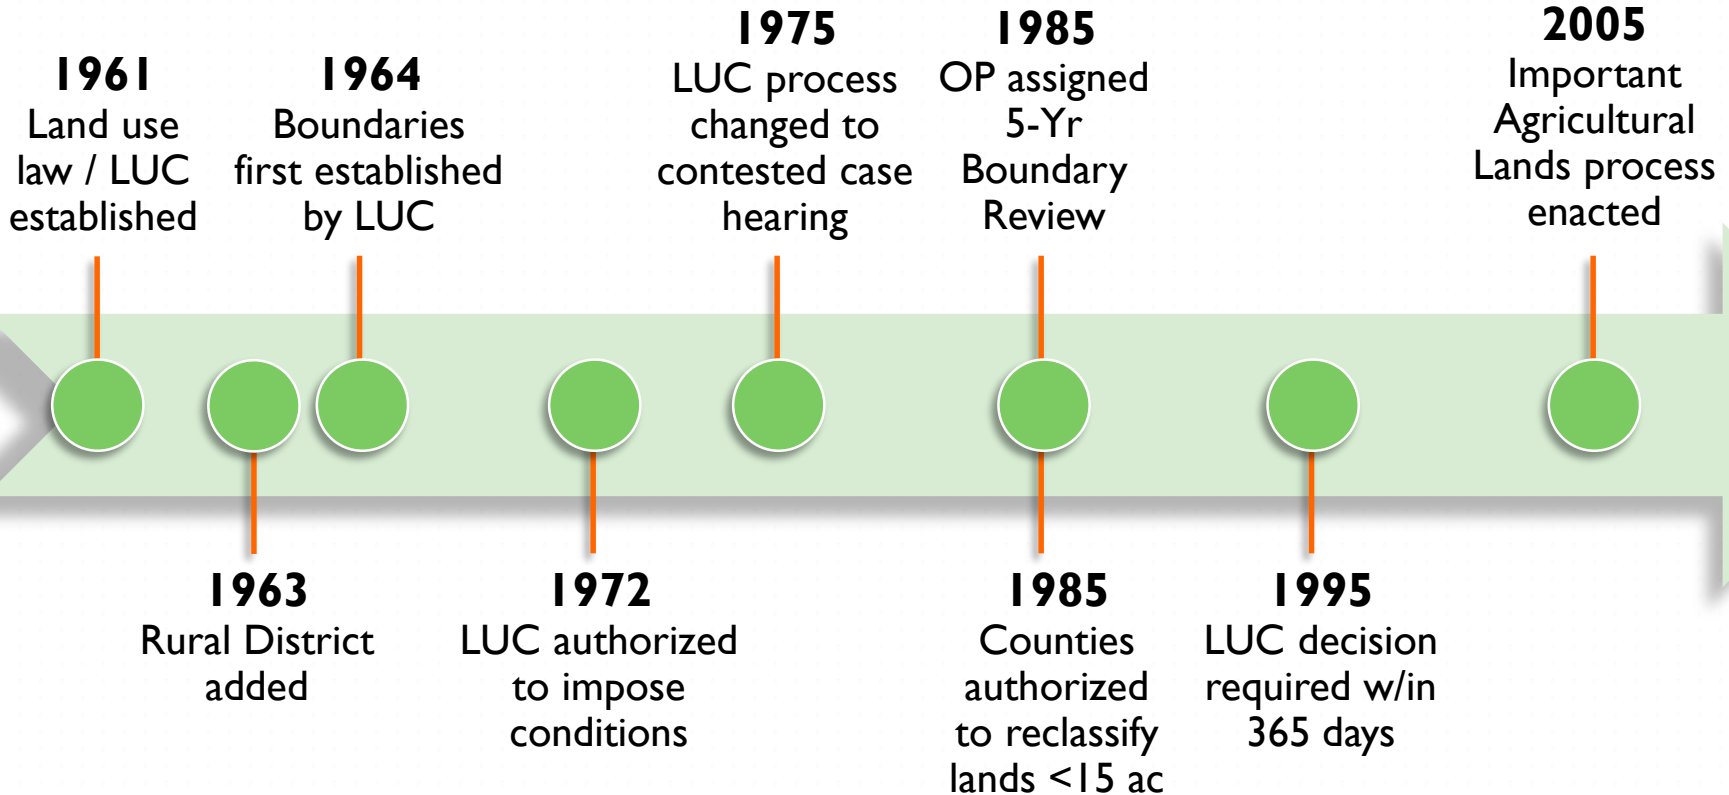 1961
Land use
law / LUC
established
1964
Boundaries
first established
by LUC
1975
LUC process
changed to
contested case
hearing
1985
OP assigned
5-Yr
Boundary
Review
2005
Important
Agricultural
Lands process
enacted
1963
Rural District
added
1972
LUC authorized
to impose
conditions
1985
Counties
authorized
to reclassify
lands <15 ac
1995
LUC decision
required w/in
365 days